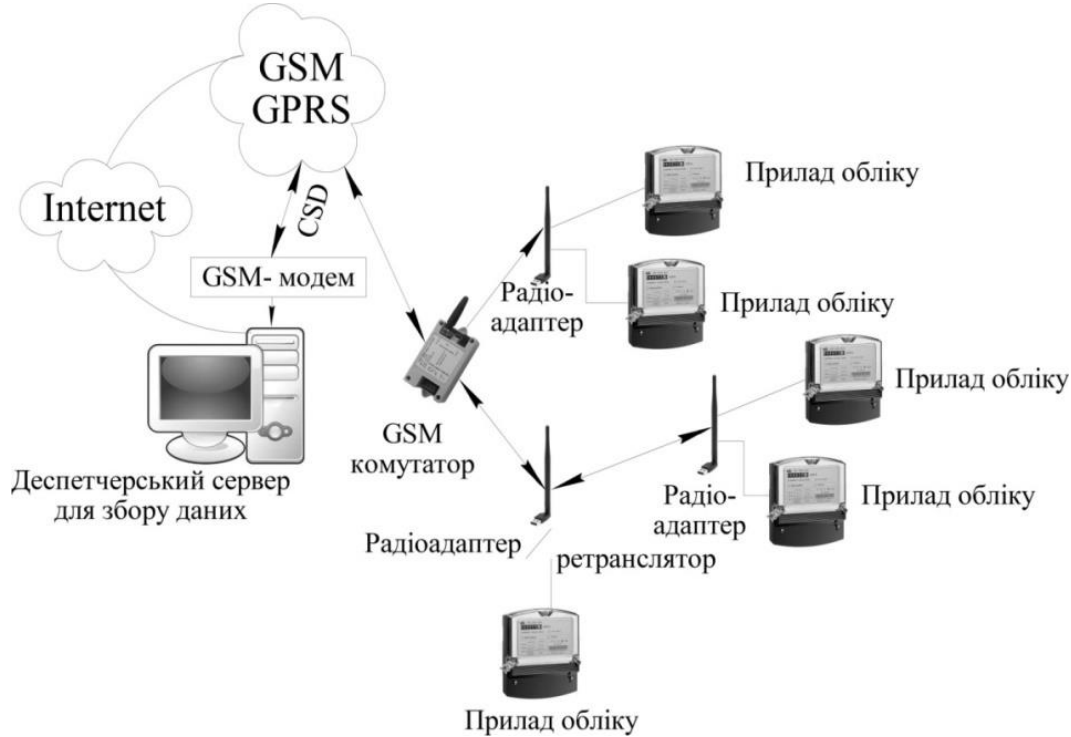 GSM
GPRS
Internet
CSD
GSM- модем
Прилад обліку
Радіо-
адаптер
Прилад обліку
Прилад обліку
GSM
комутатор
Деспетчерський сервер
для збору даних
Радіо-
адаптер
Прилад обліку
Радіоадаптер
ретранслятор
Прилад обліку